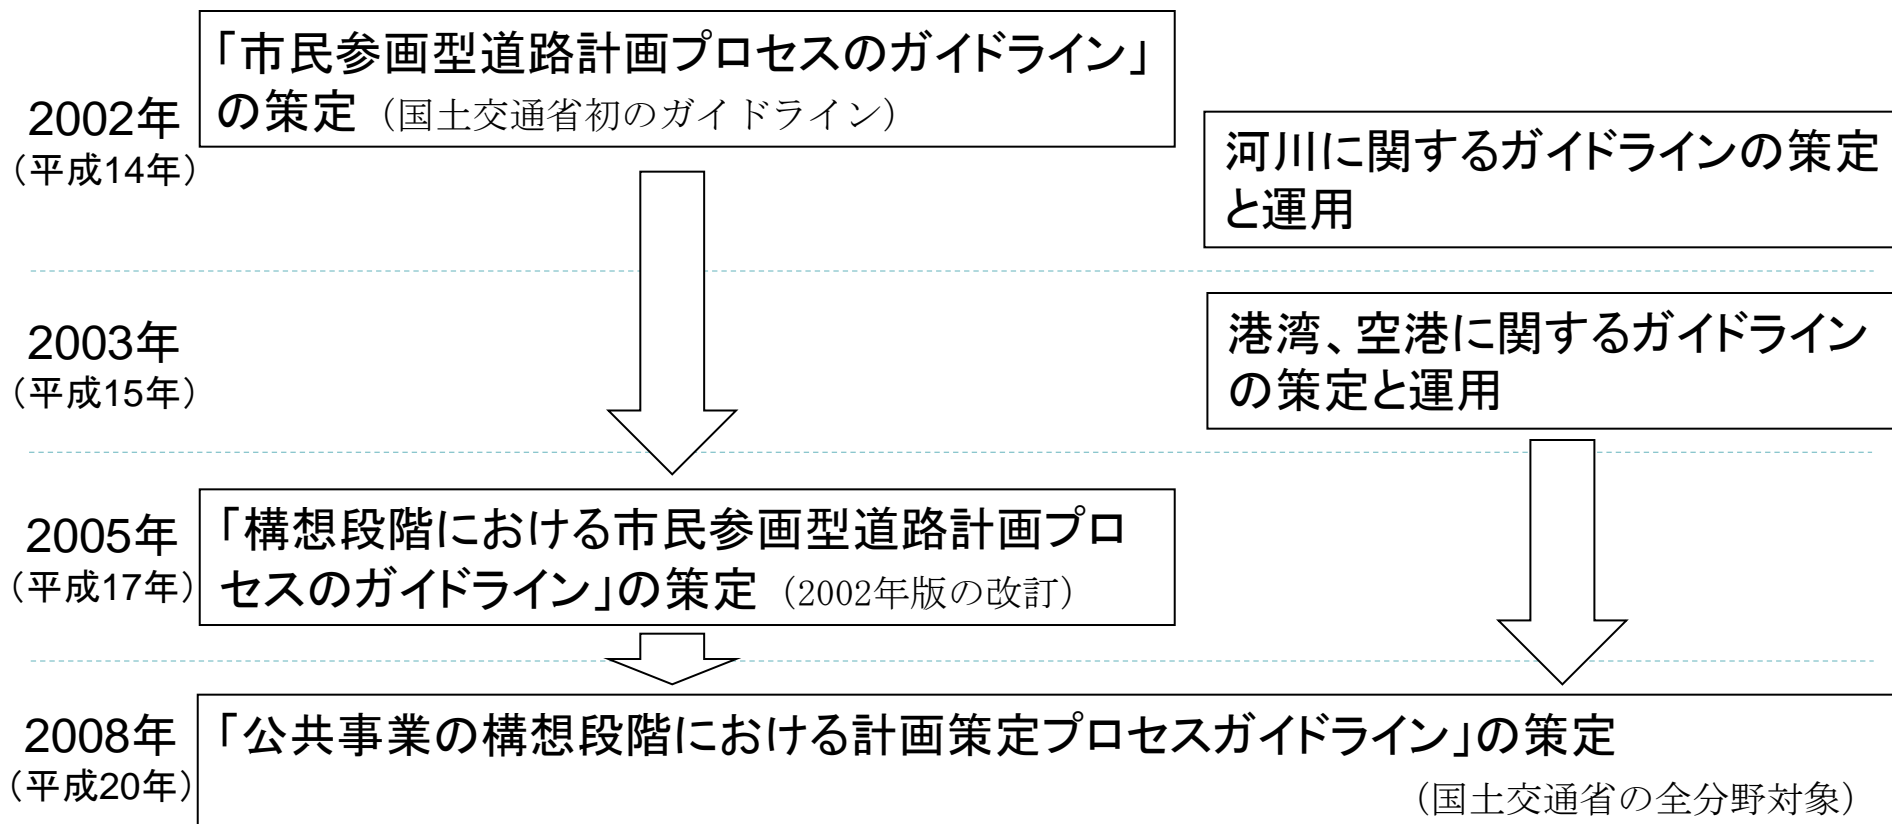 2002年
（平成14年）
「市民参画型道路計画プロセスのガイドライン」
の策定（国土交通省初のガイドライン）
河川に関するガイドラインの策定
と運用
2003年
（平成15年）
港湾、空港に関するガイドライン
の策定と運用
2005年
（平成17年）
「構想段階における市民参画型道路計画プロ
セスのガイドライン」の策定（2002年版の改訂）
2008年
（平成20年）
「公共事業の構想段階における計画策定プロセスガイドライン」の策定
（国土交通省の全分野対象）